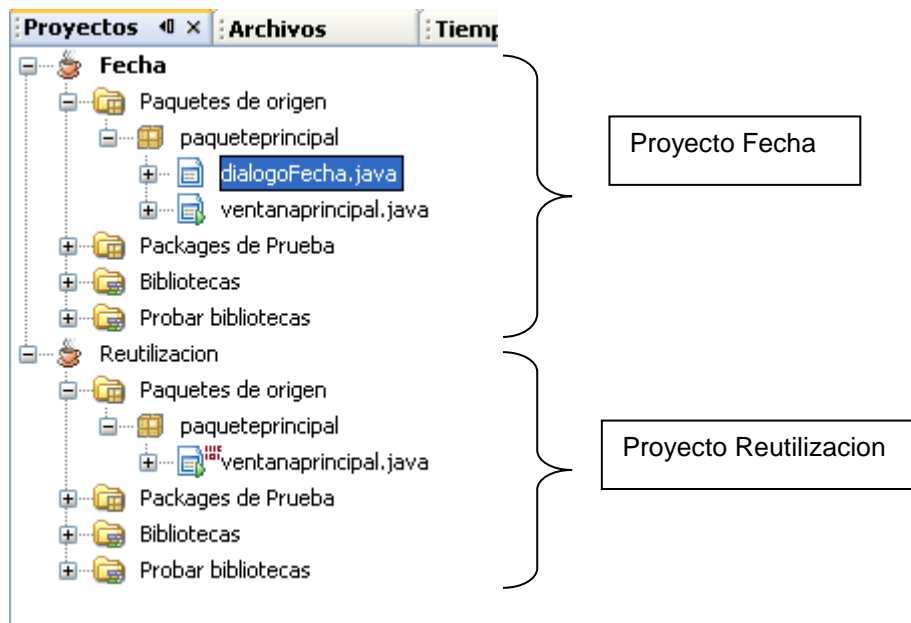 Proyectos
Archivos
Tiemp
Fecha
Paquetes de origen
paqueteprincipal
dialogoFecha.java
ventanaprincipal.java
Packages de Prueba
Bibliotecas
Probar bibliotecas
Proyecto Fecha
Reutilizacion
Paquetes de origen
paqueteprincipal
ventanaprincipal.java
Packages de Prueba
Bibliotecas
Probar bibliotecas
Proyecto Reutilizacion